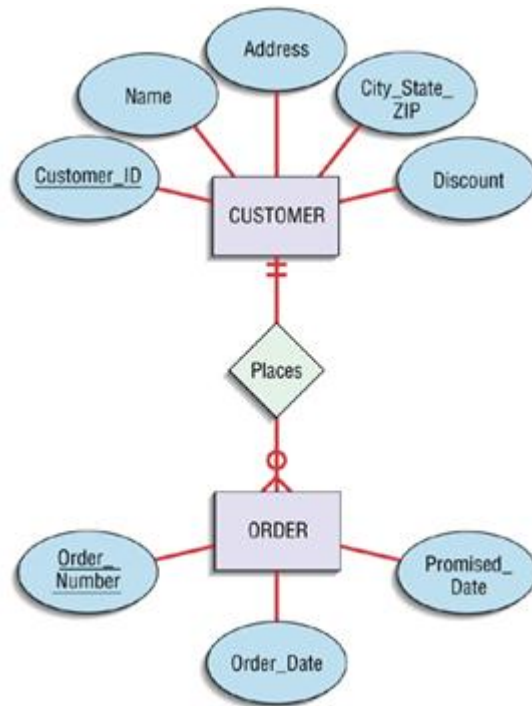 Address
Name
City_State_
ZIP
Customer_ID
Discount
CUSTOMER
Places
ORDER
Order_
Number
Promised_
Date
Order_Date